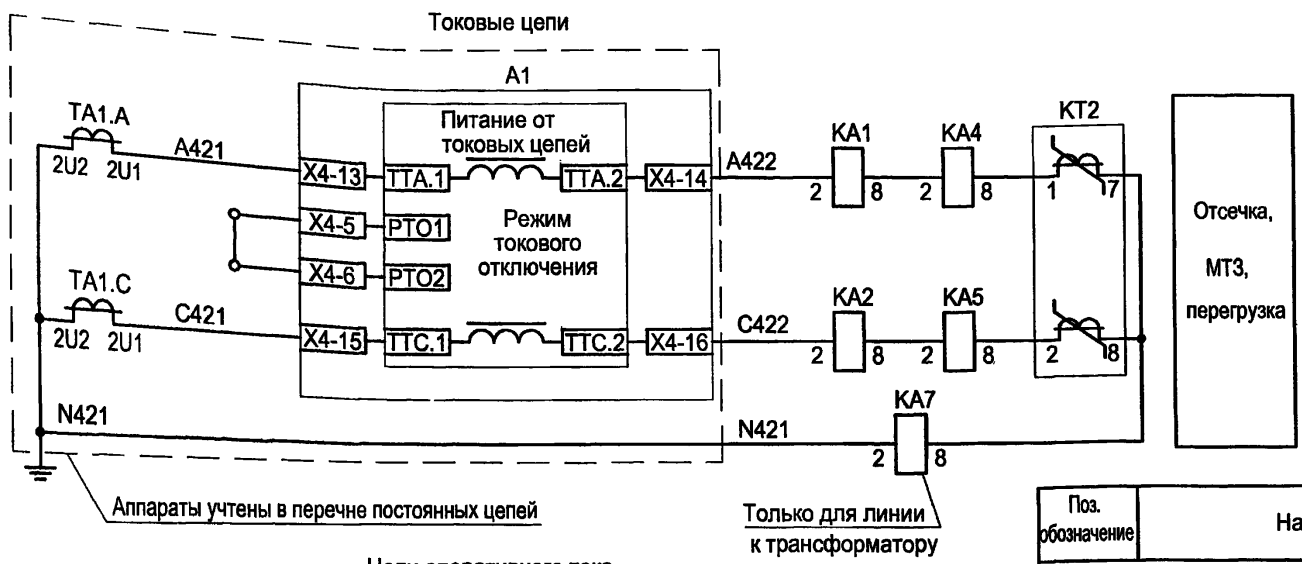 Токовые цепи
A1
TA1.A
2U2 2U1
A421
Питание от
токовых цепей
X4-13
TTA.1
TTA.2
X4-14
A422
KA1
2 8
KA4
2 8
KT2
1 7
X4-5
PTO1
Режим
токового
отключения
X4-6
PTO2
Отсечка,
МТЗ,
перегрузка
TA1.C
2U2 2U1
C421
X4-15
TTC.1
TTC.2
X4-16
C422
KA2
2 8
KA5
2 8
2 8
N421
N421
KA7
2 8
Аппараты учтены в перечне постоянных цепей
Только для линии
к трансформатору
Поз.
обозначение
На
Цепи оперативного тока